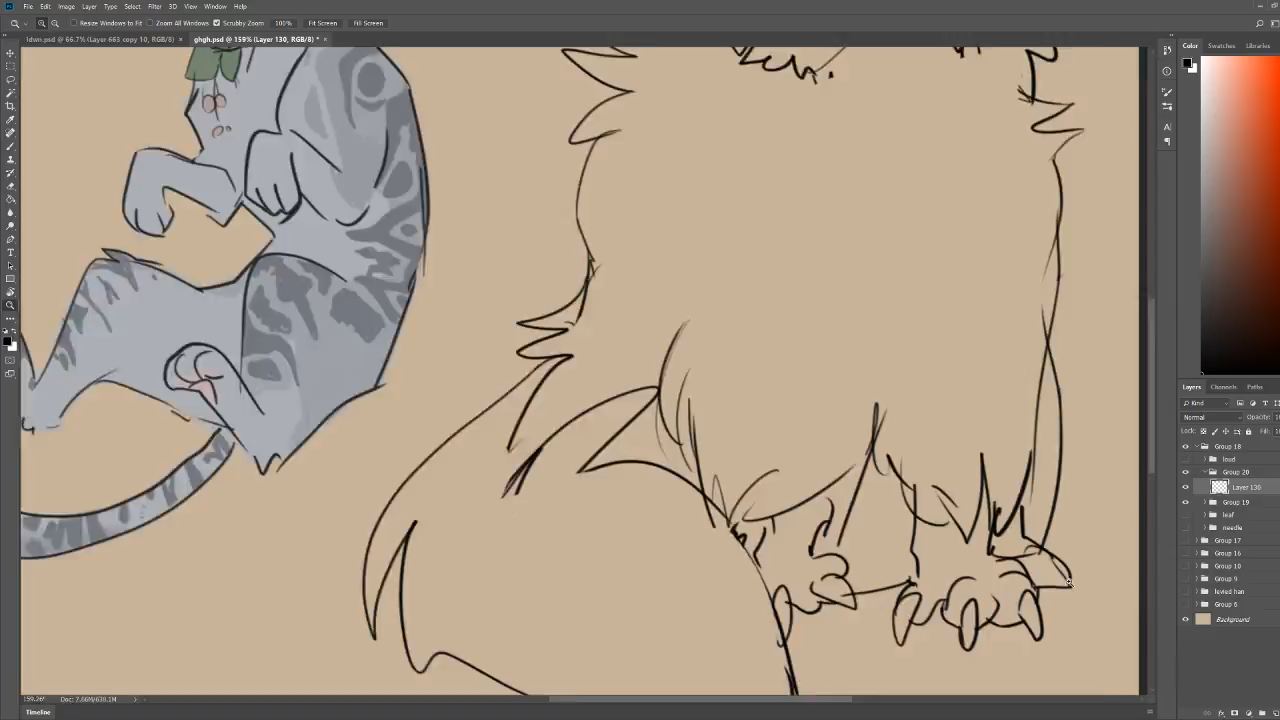 File Edit Image Layer Type Select Filter 3D View Window Help
Resize Windows to Fit Zoom All Windows Scrubby Zoom 100% Fit Screen Fill Screen
ldwn.psd @ 66.7% (Layer 663 copy 10, RGB/8) * × ghgh.psd @ 159% (Layer 130, RGB/8) * ×
Color Swatches Libraries
Layers Channels Paths
Kind
Normal Opacity:
Lock: Fill:
Group 18
loud
Group 20
Layer 130
Group 19
leaf
needle
Group 17
Group 16
Group 10
Group 9
levied han
Group 6
Background
159.26% Doc: 7.66M/638.1M
Timeline